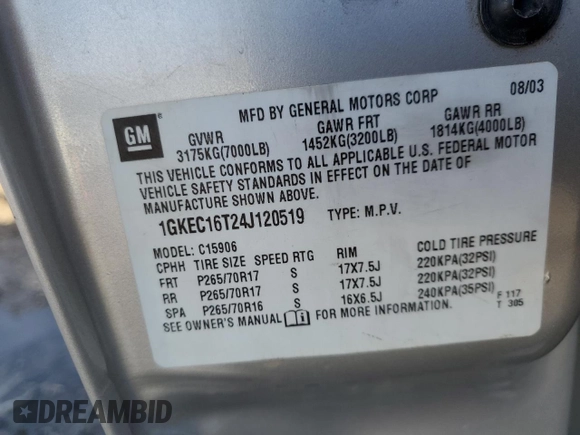 MFD BY GENERAL MOTORS CORP 08/03
GM
GVWR GAWR FRT GAWR RR
3175KG(7000LB) 1452KG(3200LB) 1814KG(4000LB)
THIS VEHICLE CONFORMS TO ALL APPLICABLE U.S. FEDERAL MOTOR
VEHICLE SAFETY STANDARDS IN EFFECT ON THE DATE OF
MANUFACTURE SHOWN ABOVE.
1GKEC16T24J120519 TYPE: M.P.V.
MODEL: C15906
CPHH TIRE SIZE SPEED RTG RIM COLD TIRE PRESSURE
FRT P265/70R17 S 17X7.5J 220KPA(32PSI)
RR P265/70R17 S 17X7.5J 220KPA(32PSI)
SPA P265/70R16 S 16X6.5J 240KPA(35PSI)
SEE OWNER'S MANUAL FOR MORE INFORMATION.
F 117
T 305
DREAMBID